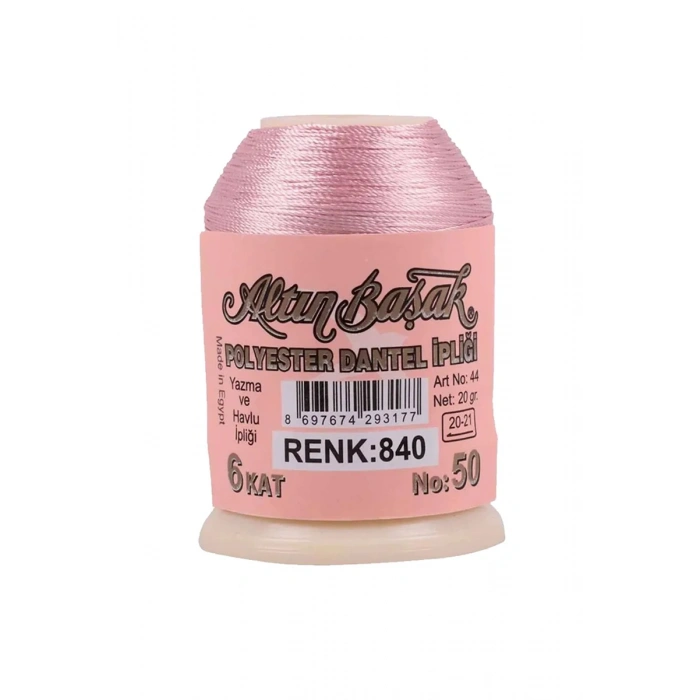 Altın Başak
POLYESTER DANTEL İPLİĞİ
Made in Egypt
Yazma
ve
Havlu
İpliği
8 697674 293177
Art No: 44
Net: 20 gr.
20-21
RENK:840
6 KAT
No: 50